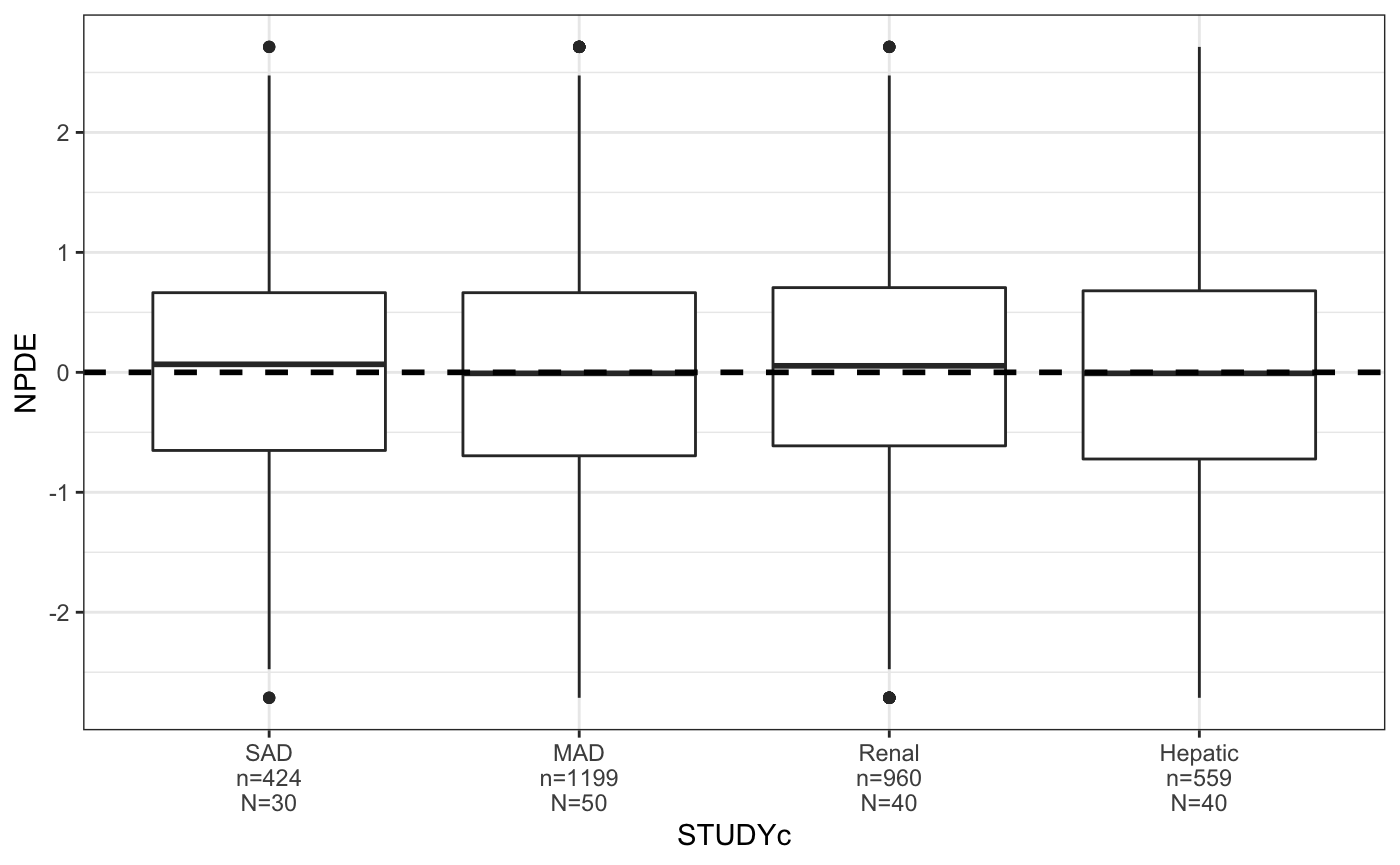 NPDE
2
1
0
-1
-2
SAD MAD Renal Hepatic
n=424 n=1199 n=960 n=559
N=30 N=50 N=40 N=40
STUDYc